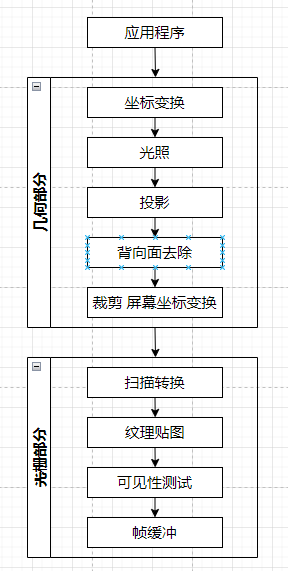 应用程序
几何部分
坐标变换
光照
投影
背向面去除
裁剪 屏幕坐标变换
光栅部分
扫描转换
纹理贴图
可见性测试
帧缓冲